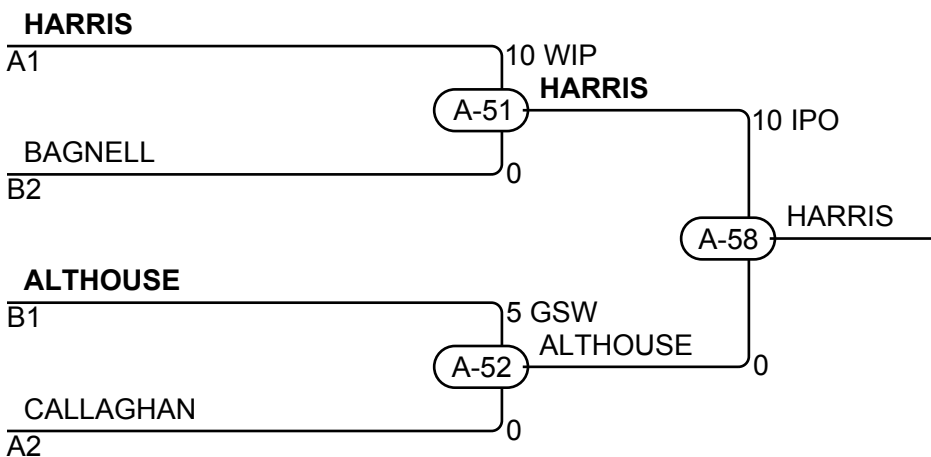 HARRIS
A1
10 WIP
HARRIS
A-51
10 IPO
BAGNELL
0
B2
HARRIS
A-58
ALTHOUSE
B1
5 GSW
ALTHOUSE
A-52
0
CALLAGHAN
0
A2